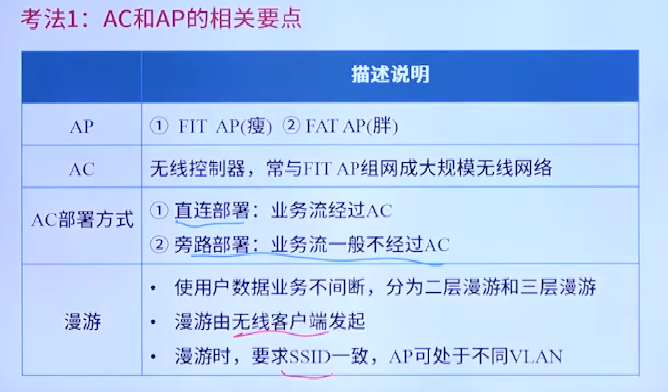 考法1：AC和AP的相关要点
描述说明
AP
① FIT AP(瘦) ② FAT AP(胖)
AC
无线控制器，常与FIT AP组网成大规模无线网络
AC部署方式
① 直连部署：业务流经过AC
② 旁路部署：业务流一般不经过AC
漫游
• 使用户数据业务不间断，分为二层漫游和三层漫游
• 漫游由无线客户端发起
• 漫游时，要求SSID一致，AP可处于不同VLAN